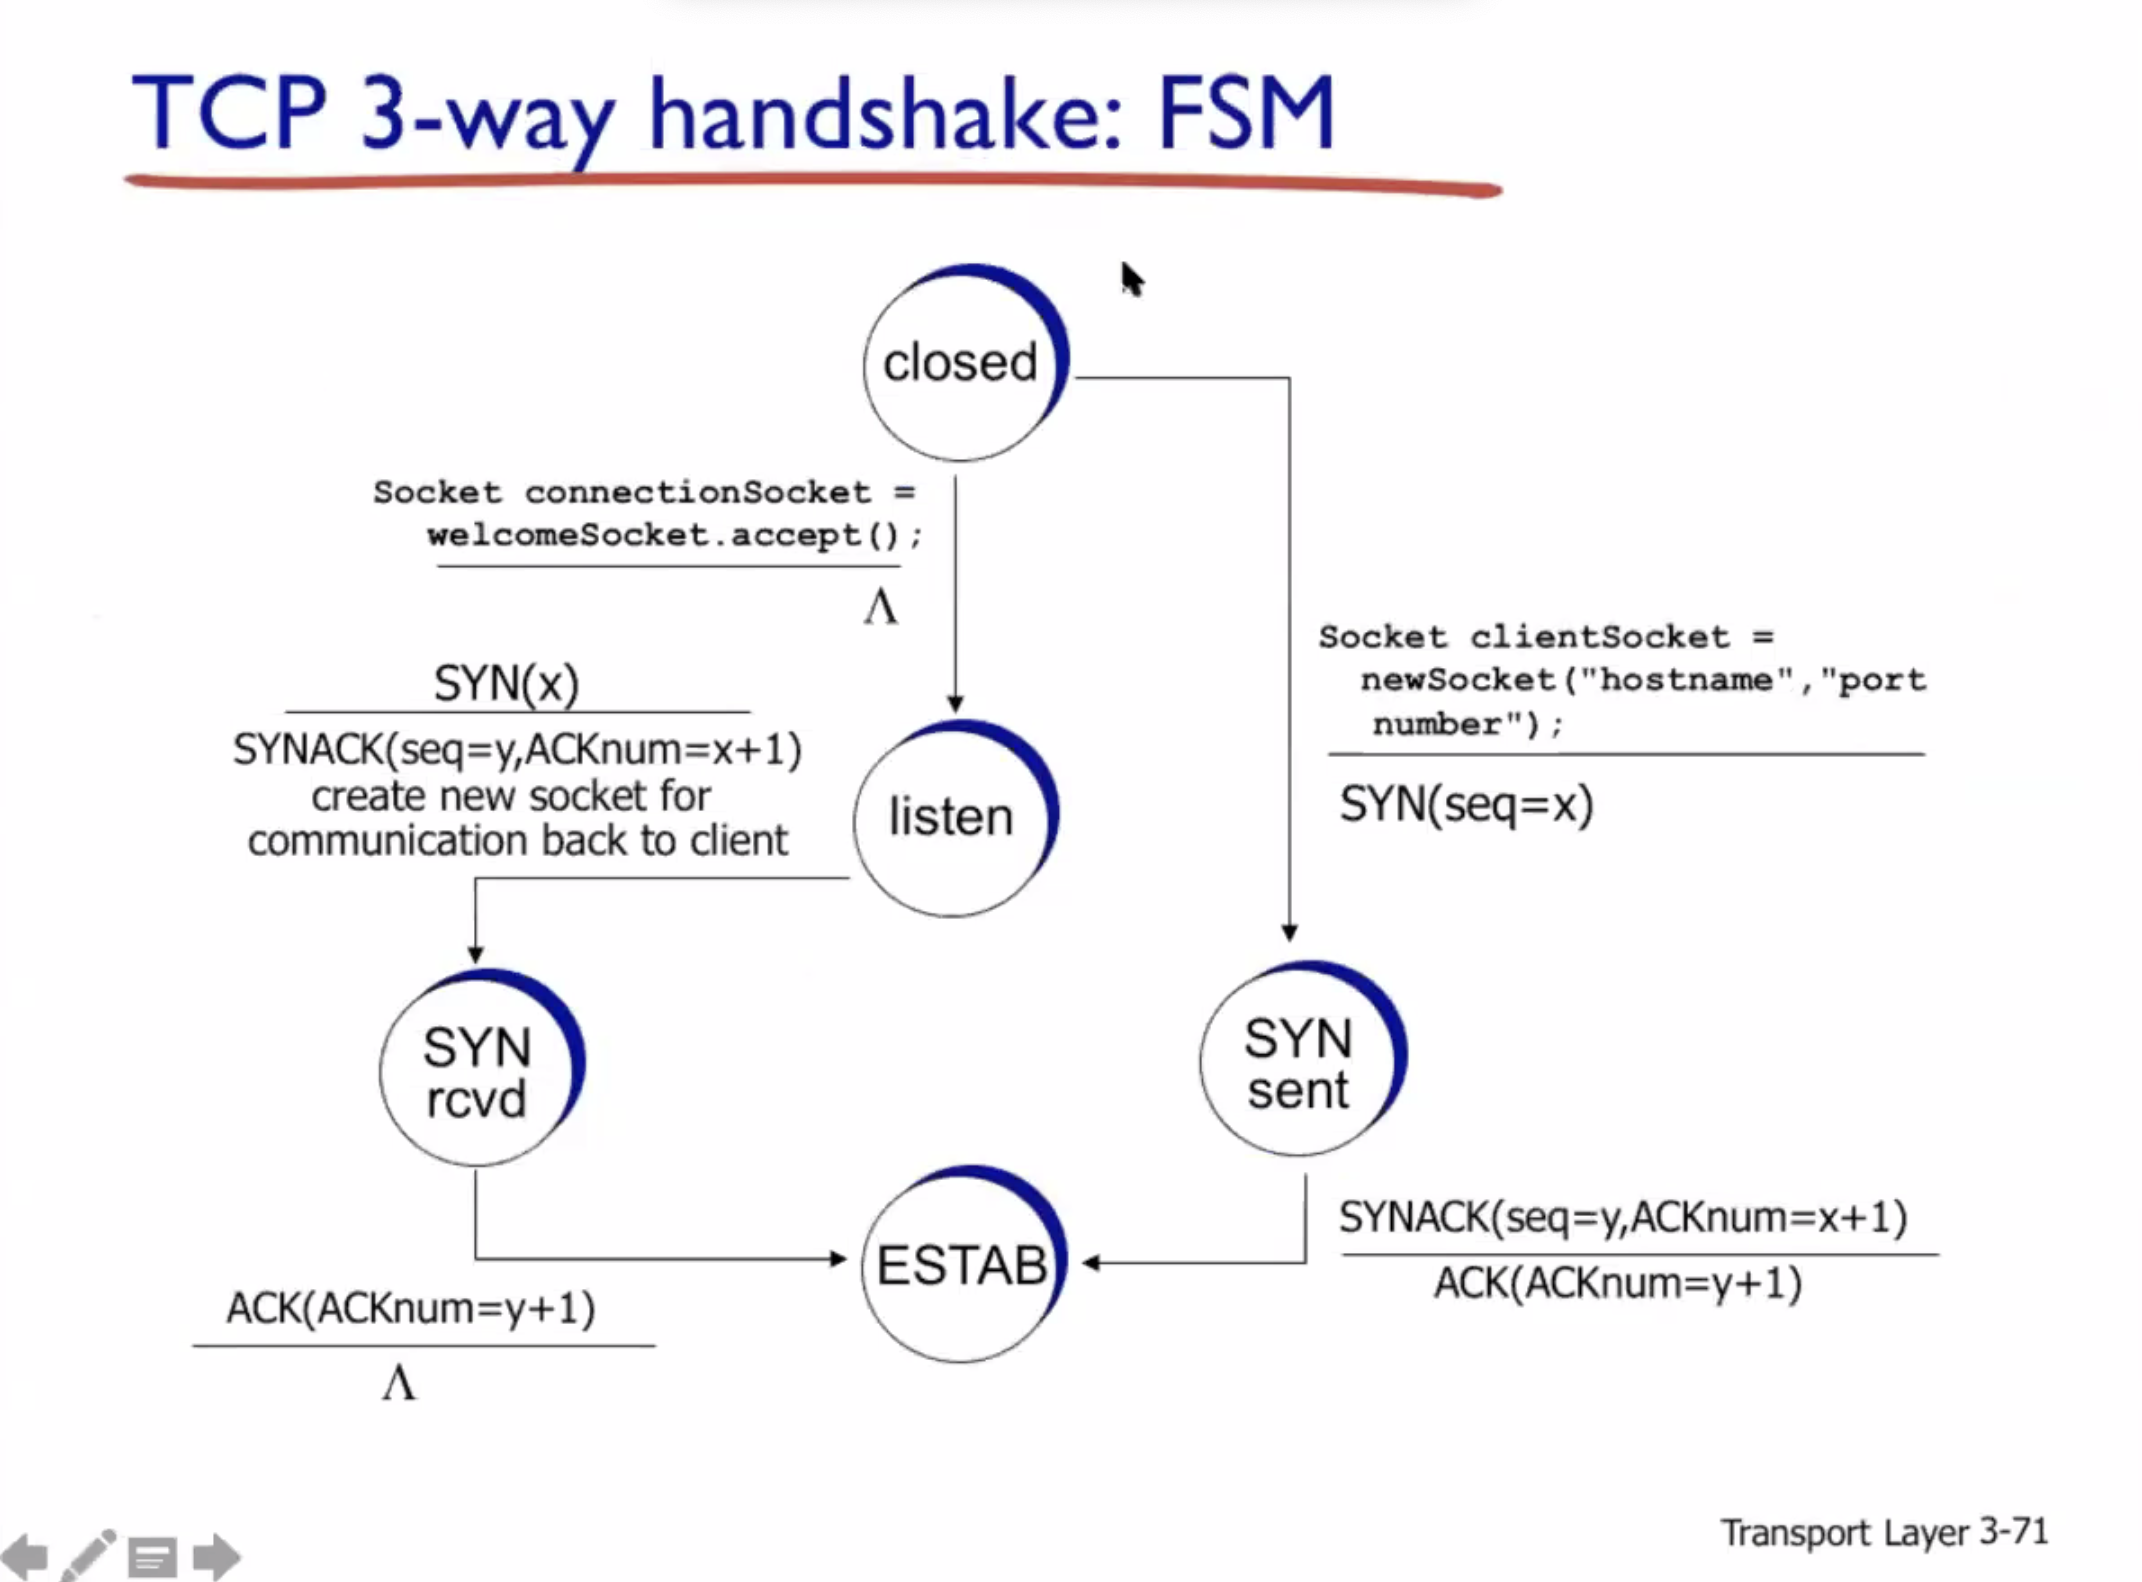 TCP 3-way handshake: FSM
closed
Socket connectionSocket =
welcomeSocket.accept();
Λ
Socket clientSocket =
newSocket("hostname","port
number");
SYN(seq=x)
SYN(x)
SYNACK(seq=y,ACKnum=x+1)
create new socket for
communication back to client
listen
SYN
rcvd
SYN
sent
ESTAB
SYNACK(seq=y,ACKnum=x+1)
ACK(ACKnum=y+1)
ACK(ACKnum=y+1)
Λ
Transport Layer 3-71